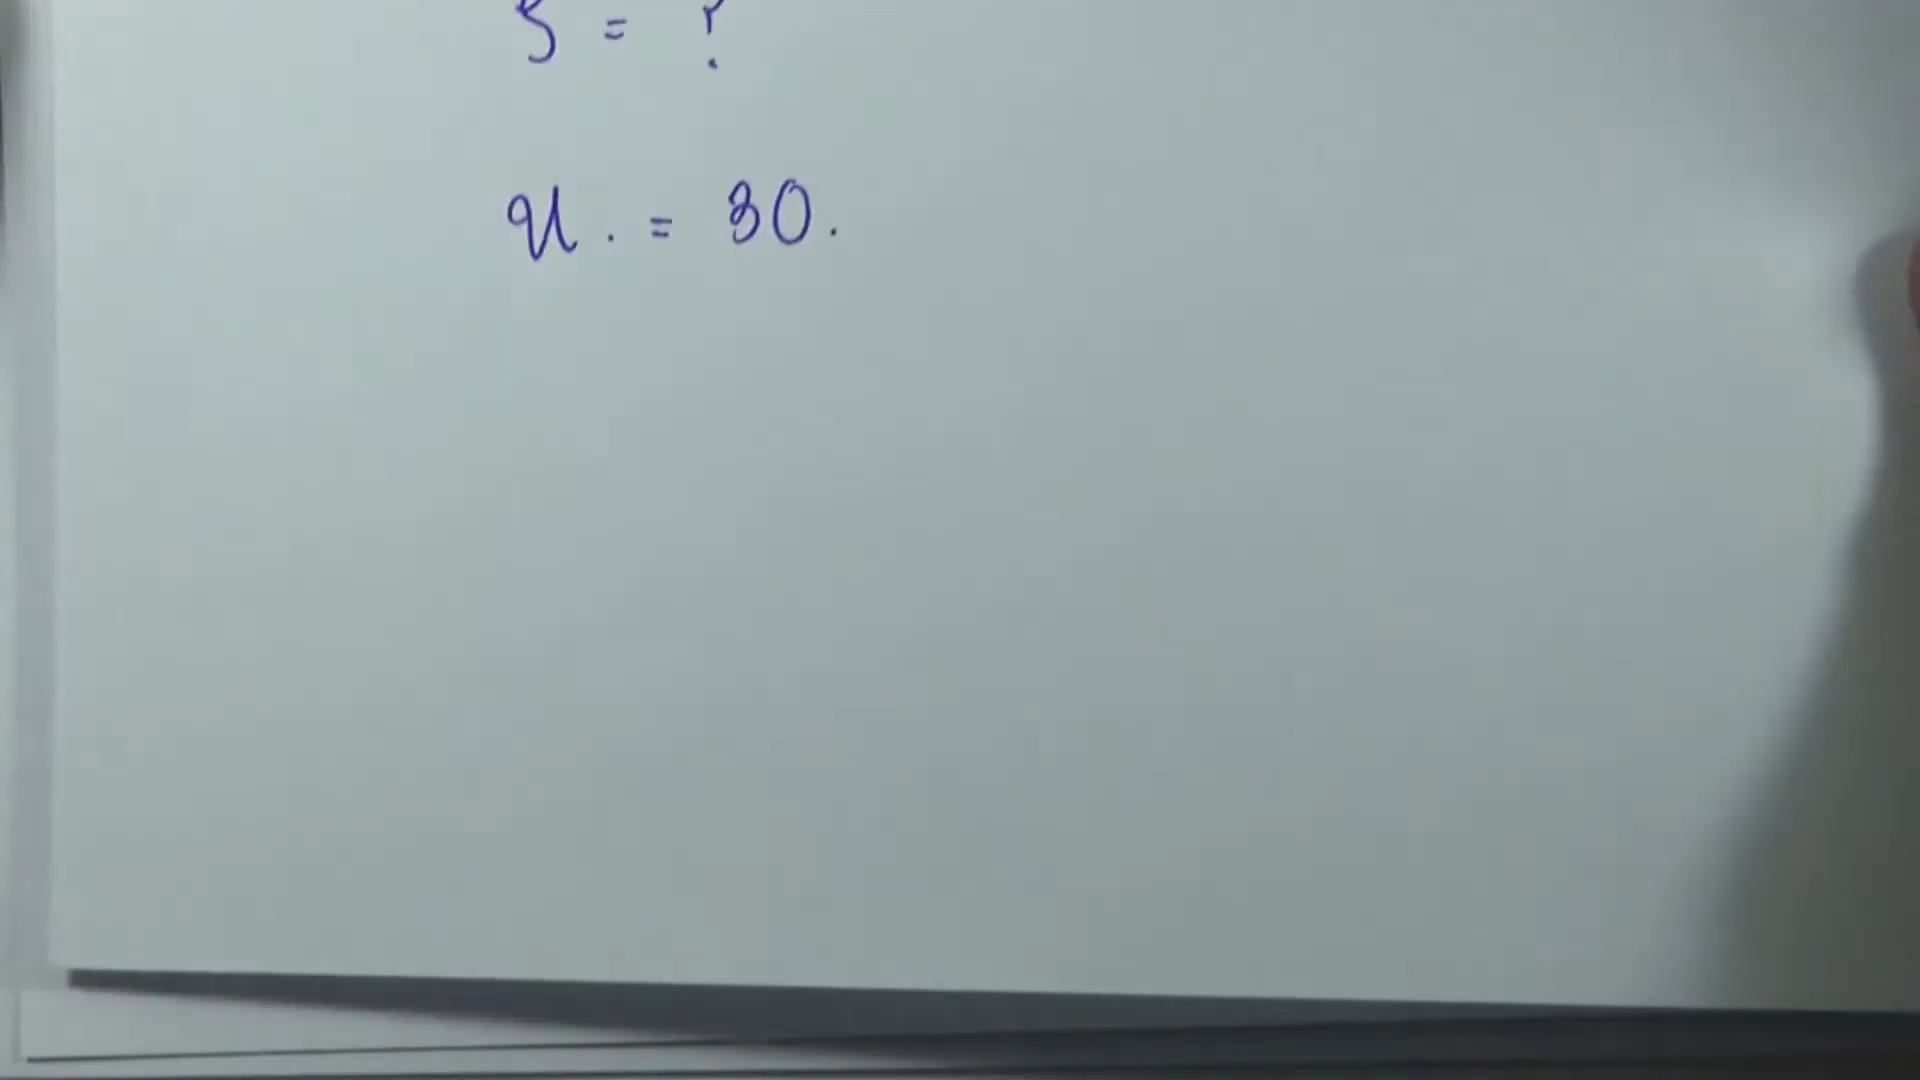 S = ?
U . = 30.